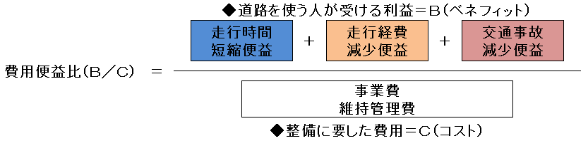 ◆道路を使う人が受ける利益＝B（ベネフィット）
走行時間
短縮便益
＋
走行経費
減少便益
＋
交通事故
減少便益
費用便益比（B／C） ＝
事業費
維持管理費
◆整備に要した費用＝C（コスト）